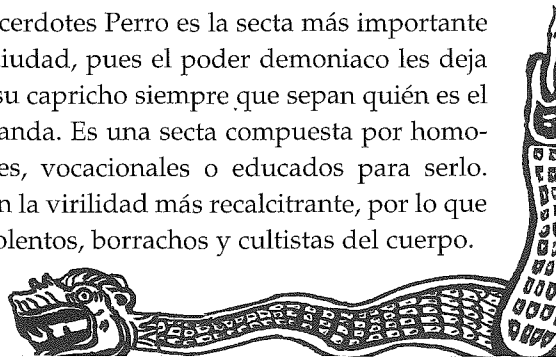 cerdotes Perro es la secta más importante
iudad, pues el poder demoniaco les deja
su capricho siempre que sepan quién es el
anda. Es una secta compuesta por homo-
es, vocacionales o educados para serlo.
n la virilidad más recalcitrante, por lo que
olentos, borrachos y cultistas del cuerpo.